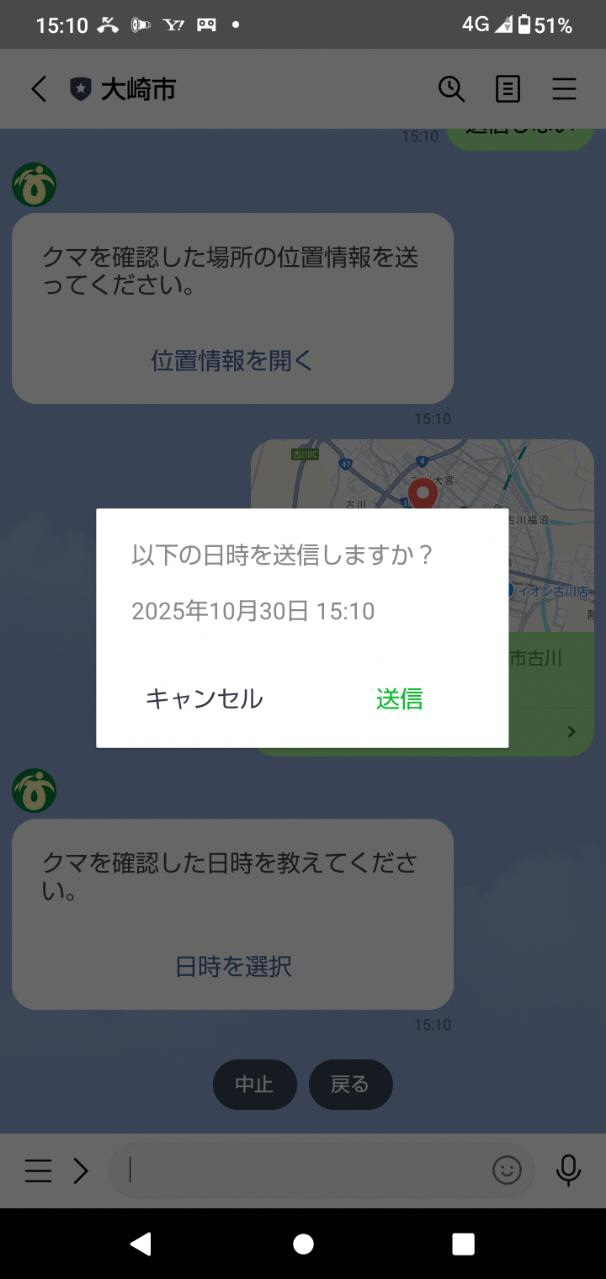 15:10
4G 51%
大崎市
15:10
クマを確認した場所の位置情報を送
ってください。
位置情報を開く
15:10
古川IC
47
4
大宮
古川
古川福沼
イオン古川店
市古川
以下の日時を送信しますか？
2025年10月30日 15:10
キャンセル
送信
クマを確認した日時を教えてくださ
い。
日時を選択
15:10
中止
戻る